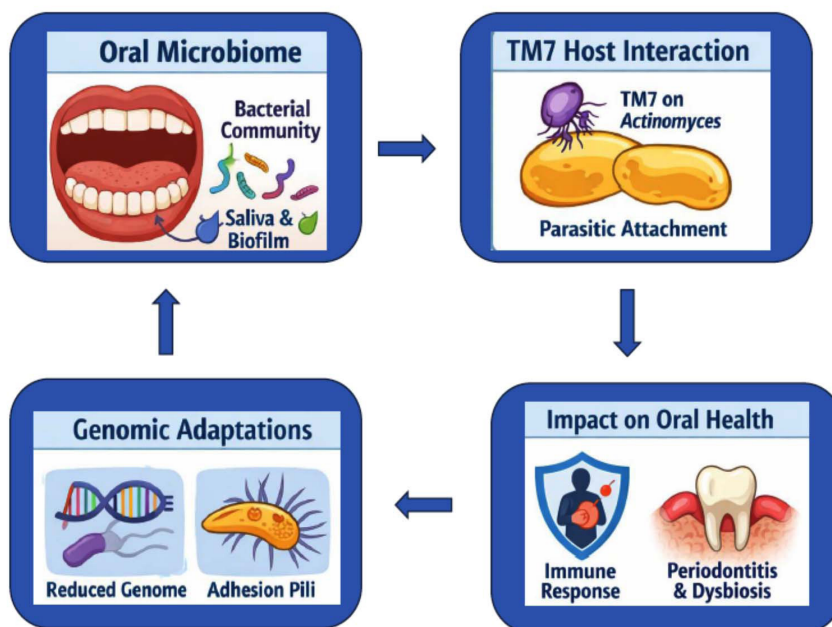 Oral Microbiome
Bacterial
Community
Saliva &
Biofilm
TM7 Host Interaction
TM7 on
Actinomyces
Parasitic Attachment
Genomic Adaptations
Reduced Genome
Adhesion Pili
Impact on Oral Health
Immune
Response
Periodontitis
& Dysbiosis